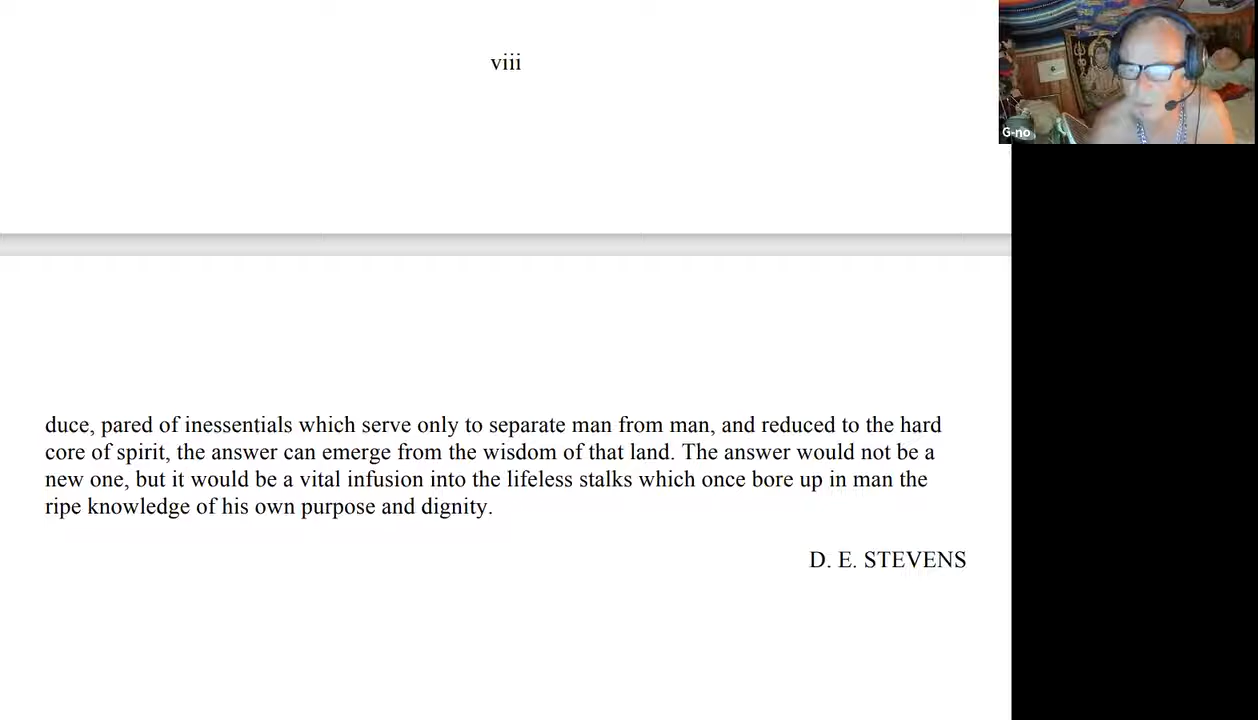 viii
G-no
duce, pared of inessentials which serve only to separate man from man, and reduced to the hard
core of spirit, the answer can emerge from the wisdom of that land. The answer would not be a
new one, but it would be a vital infusion into the lifeless stalks which once bore up in man the
ripe knowledge of his own purpose and dignity.
D. E. STEVENS